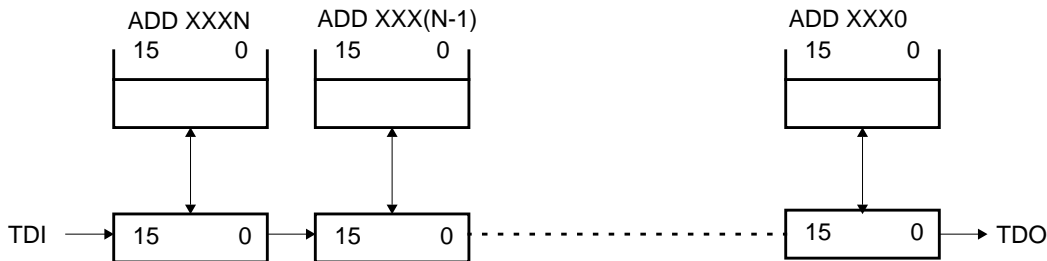 ADD XXXN ADD XXX(N-1) ADD XXX0
15 0 15 0 15 0
TDI 15 0 15 0 15 0 TDO